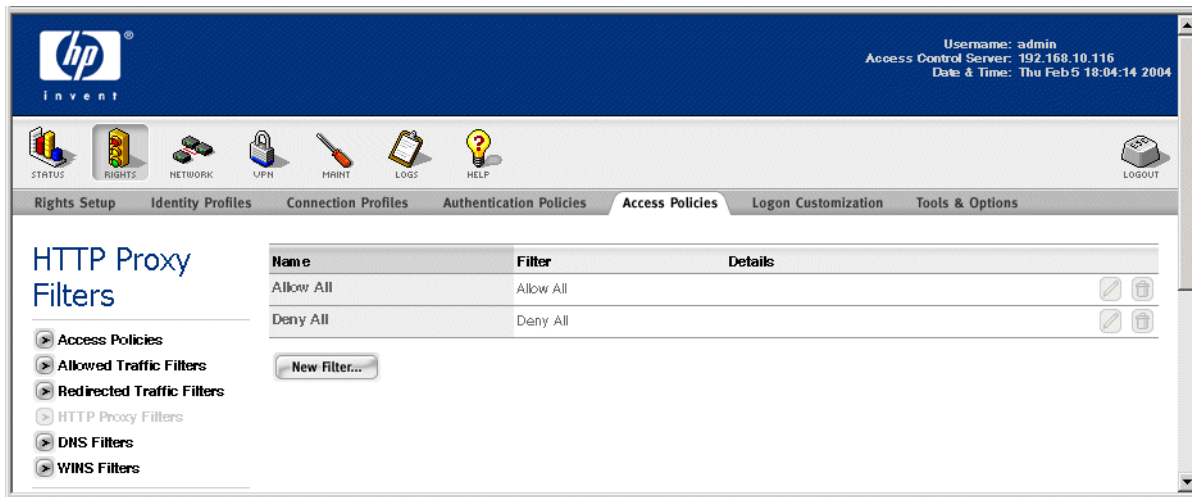 hp
®
invent
Username: admin
Access Control Server: 192.168.10.116
Date & Time: Thu Feb 5 18:04:14 2004
STATUS
RIGHTS
NETWORK
VPN
MAINT
LOGS
HELP
ESC
LOGOUT
Rights Setup
Identity Profiles
Connection Profiles
Authentication Policies
Access Policies
Logon Customization
Tools & Options
HTTP Proxy
Filters
Access Policies
Allowed Traffic Filters
Redirected Traffic Filters
HTTP Proxy Filters
DNS Filters
WINS Filters
Name Filter Details
Allow All Allow All
Deny All Deny All
New Filter...